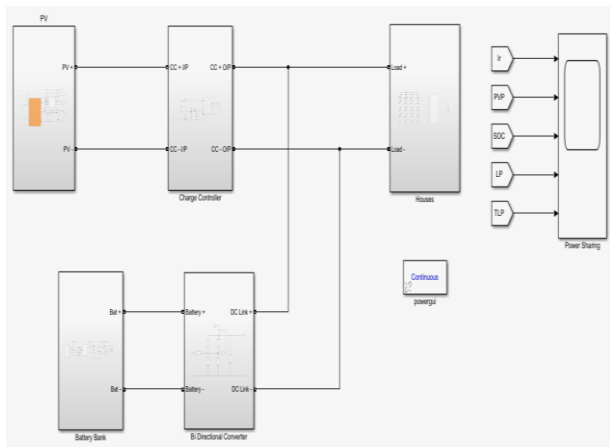 PV
PV +
PV -
CC + I/P
CC - I/P
CC + O/P
CC - O/P
Charge Controller
Load +
Load -
Houses
Ir
PVP
SOC
LP
TLP
Power Sharing
Continuous
powergui
Bat +
Bat -
Battery Bank
Battery +
Battery -
DC Link +
DC Link -
Bi Directional Converter